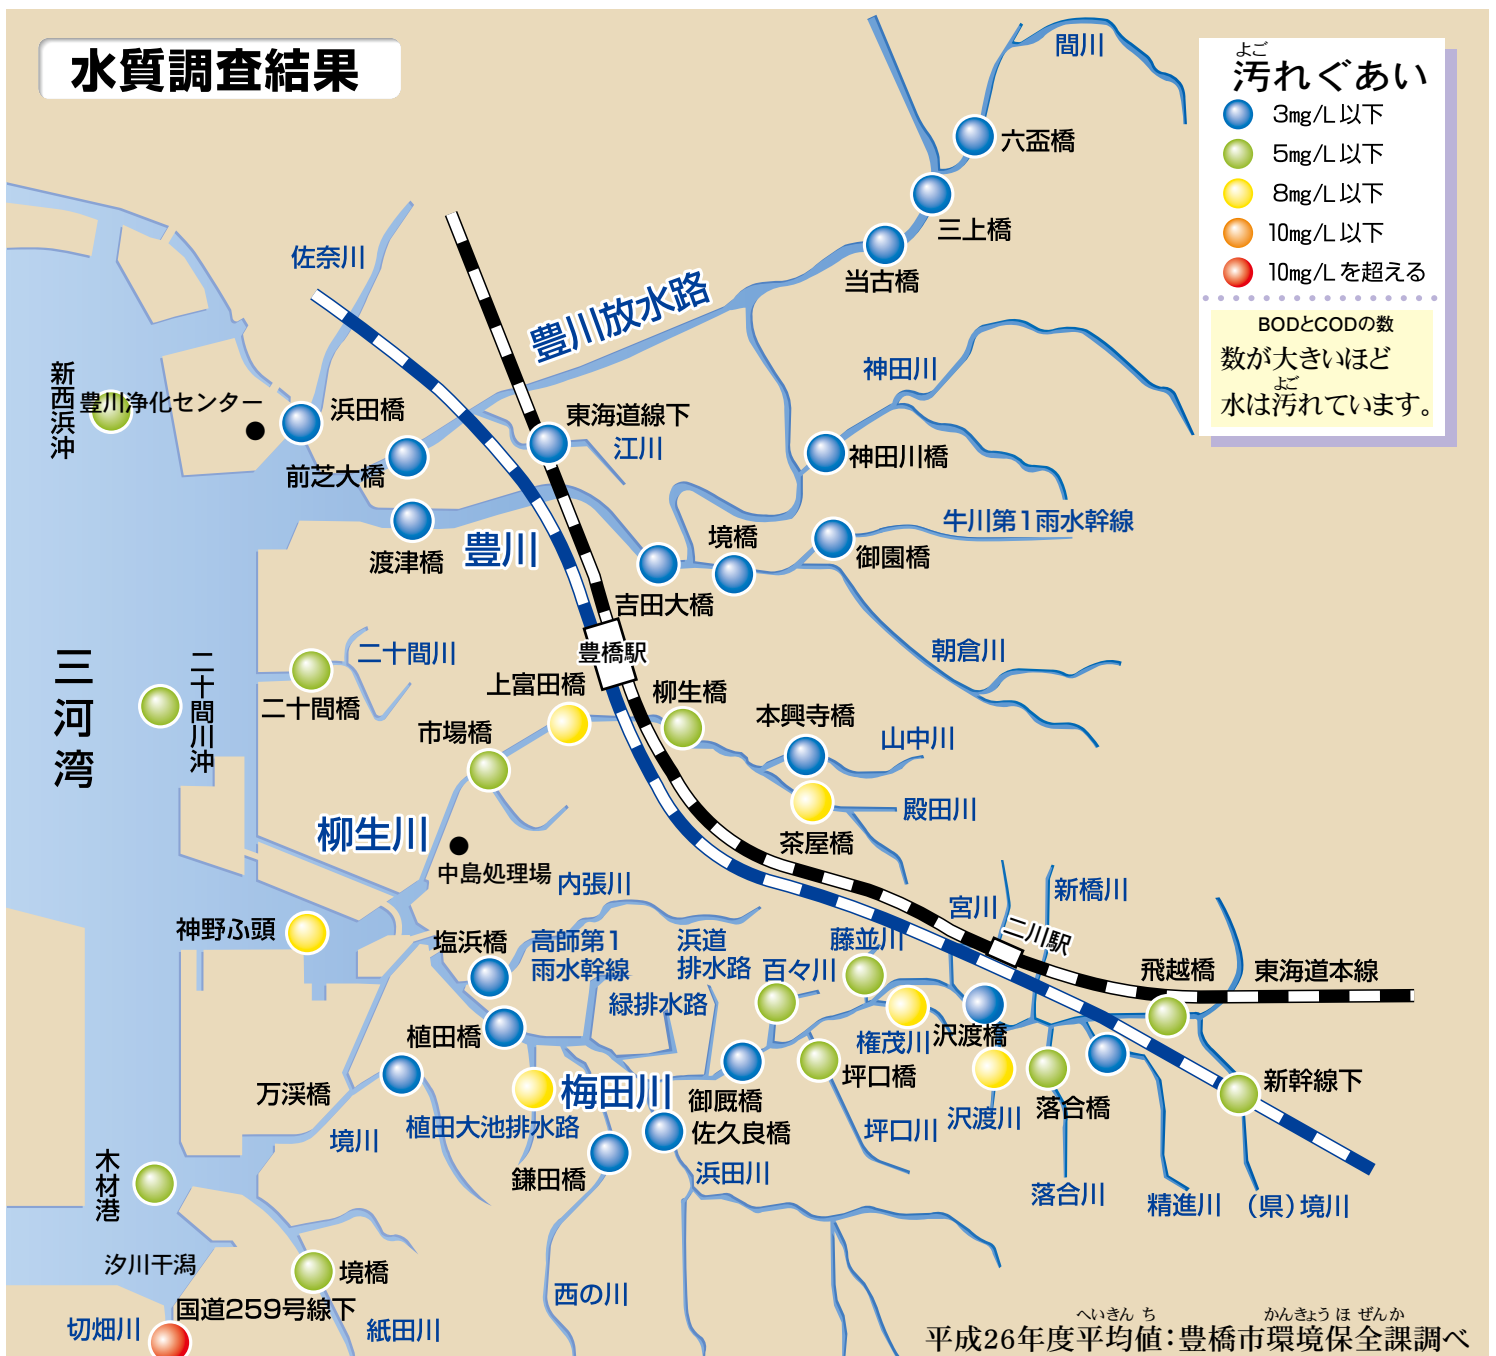 水質調査結果
よご
汚れぐあい
3mg/L以下
5mg/L以下
8mg/L以下
10mg/L以下
10mg/Lを超える
BODとCODの数
数が大きいほど
よご
水は汚れています。
間川
六盃橋
三上橋
当古橋
佐奈川
豊川放水路
神田川
新西浜沖
豊川浄化センター
浜田橋
東海道線下
江川
前芝大橋
神田川橋
渡津橋
豊川
境橋
御園橋
牛川第1雨水幹線
吉田大橋
三河湾
二十間川沖
二十間川
二十間橋
豊橋駅
朝倉川
上富田橋
柳生橋
市場橋
本興寺橋
山中川
柳生川
茶屋橋
殿田川
中島処理場
内張川
宮川
新橋川
二川駅
神野ふ頭
塩浜橋
高師第1
雨水幹線
浜道
排水路
百々川
藤並川
飛越橋
東海道本線
緑排水路
植田橋
権茂川
沢渡橋
万渓橋
梅田川
御厩橋
坪口橋
落合橋
新幹線下
境川
植田大池排水路
佐久良橋
坪口川
沢渡川
木材港
鎌田橋
浜田川
落合川
精進川
（県）境川
汐川干潟
境橋
国道259号線下
西の川
切畑川
紙田川
へいきん ち
かんきょう ほ ぜんか
平成26年度平均値：豊橋市環境保全課調べ